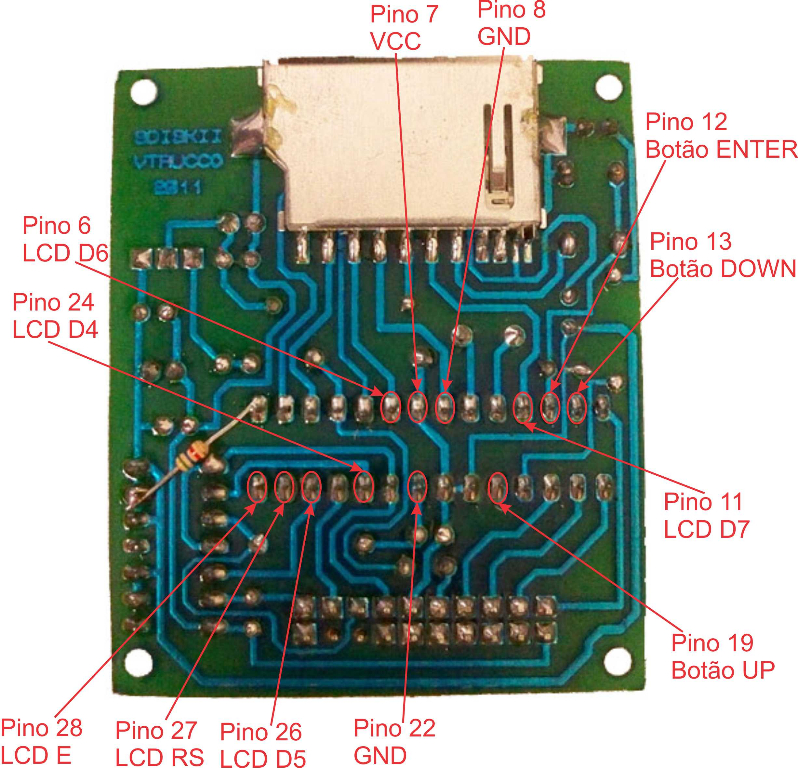 Pino 7
VCC
Pino 8
GND
Pino 12
Botão ENTER
SDISKII
VTRUCCO
2011
Pino 6
LCD D6
Pino 13
Botão DOWN
Pino 24
LCD D4
Pino 11
LCD D7
Pino 19
Botão UP
Pino 28
LCD E
Pino 27
LCD RS
Pino 26
LCD D5
Pino 22
GND